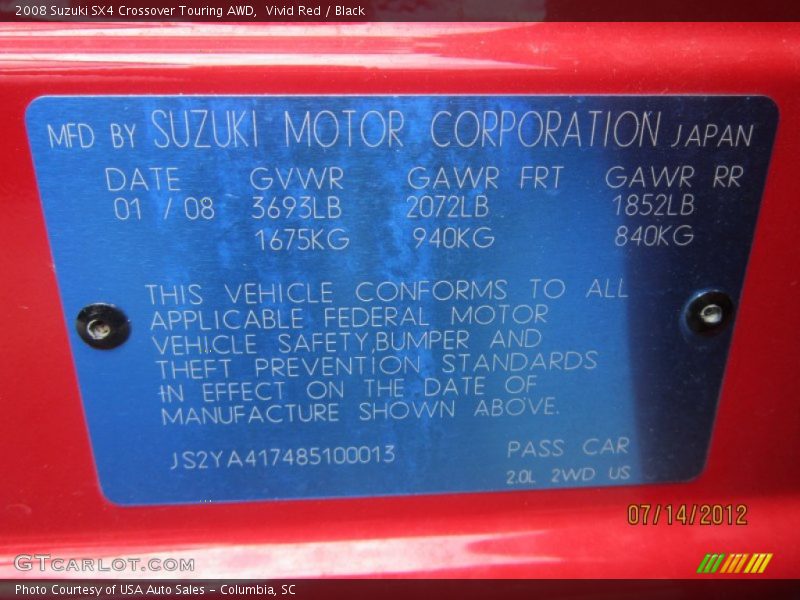 2008 Suzuki SX4 Crossover Touring AWD, Vivid Red / Black
MFD BY SUZUKI MOTOR CORPORATION JAPAN
DATE GVWR GAWR FRT GAWR RR
01 / 08 3693LB 2072LB 1852LB
1675KG 940KG 840KG
THIS VEHICLE CONFORMS TO ALL
APPLICABLE FEDERAL MOTOR
VEHICLE SAFETY,BUMPER AND
THEFT PREVENTION STANDARDS
IN EFFECT ON THE DATE OF
MANUFACTURE SHOWN ABOVE.
JS2YA417485100013 PASS CAR
2.0L 2WD US
07/14/2012
GTCARLOT.COM
Photo Courtesy of USA Auto Sales - Columbia, SC